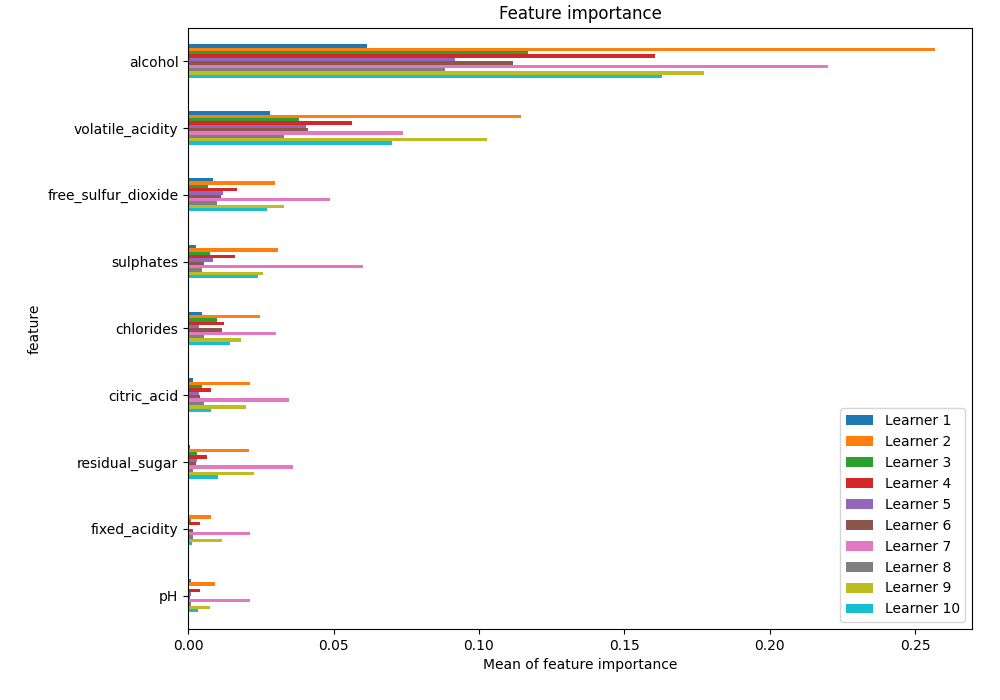 Feature importance
alcohol
volatile_acidity
free_sulfur_dioxide
sulphates
chlorides
citric_acid
residual_sugar
fixed_acidity
pH
feature
Learner 1
Learner 2
Learner 3
Learner 4
Learner 5
Learner 6
Learner 7
Learner 8
Learner 9
Learner 10
0.00 0.05 0.10 0.15 0.20 0.25
Mean of feature importance